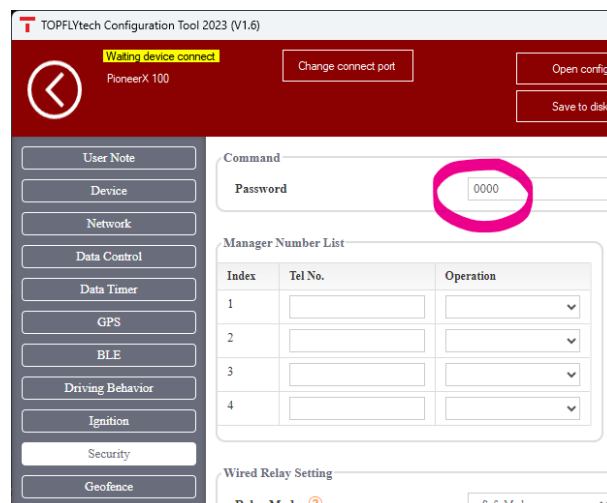 TOPFLYtech Configuration Tool 2023 (V1.6)
Waiting device connect
PioneerX 100
Change connect port
Open config
Save to disk
User Note
Device
Network
Data Control
Data Timer
GPS
BLE
Driving Behavior
Ignition
Security
Geofence
Command
Password
0000
Manager Number List
Index Tel No. Operation
1
2
3
4
Wired Relay Setting